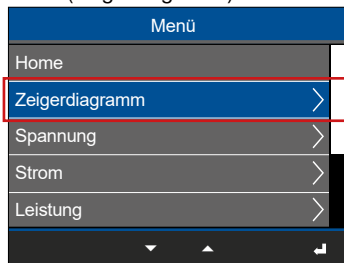 Menü
Home
Zeigerdiagramm
Spannung
Strom
Leistung